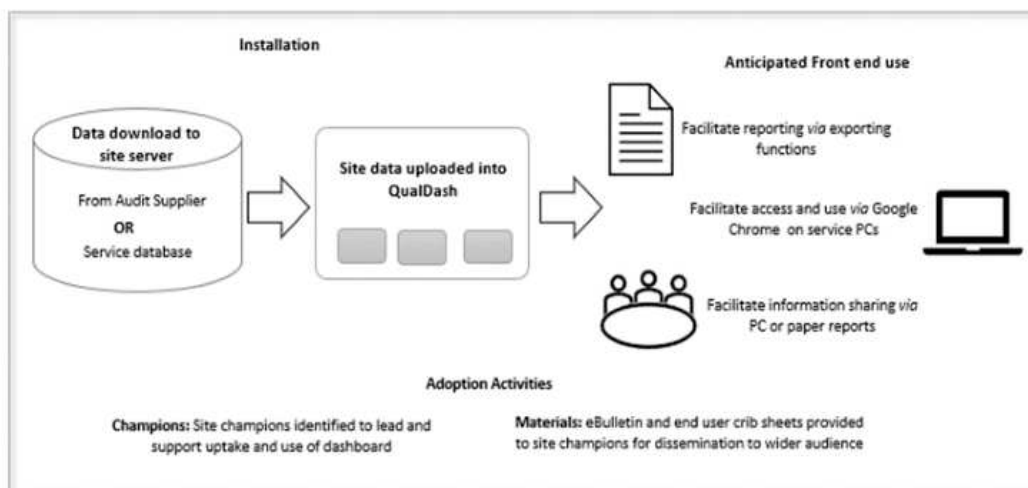 Installation
Anticipated Front end use
Data download to
site server
From Audit Supplier
OR
Service database
Site data uploaded into
QualDash
Facilitate reporting via exporting
functions
Facilitate access and use via Google
Chrome on service PCs
Facilitate information sharing via
PC or paper reports
Adoption Activities
Champions: Site champions identified to lead and
support uptake and use of dashboard
Materials: eBulletin and end user crib sheets provided
to site champions for dissemination to wider audience